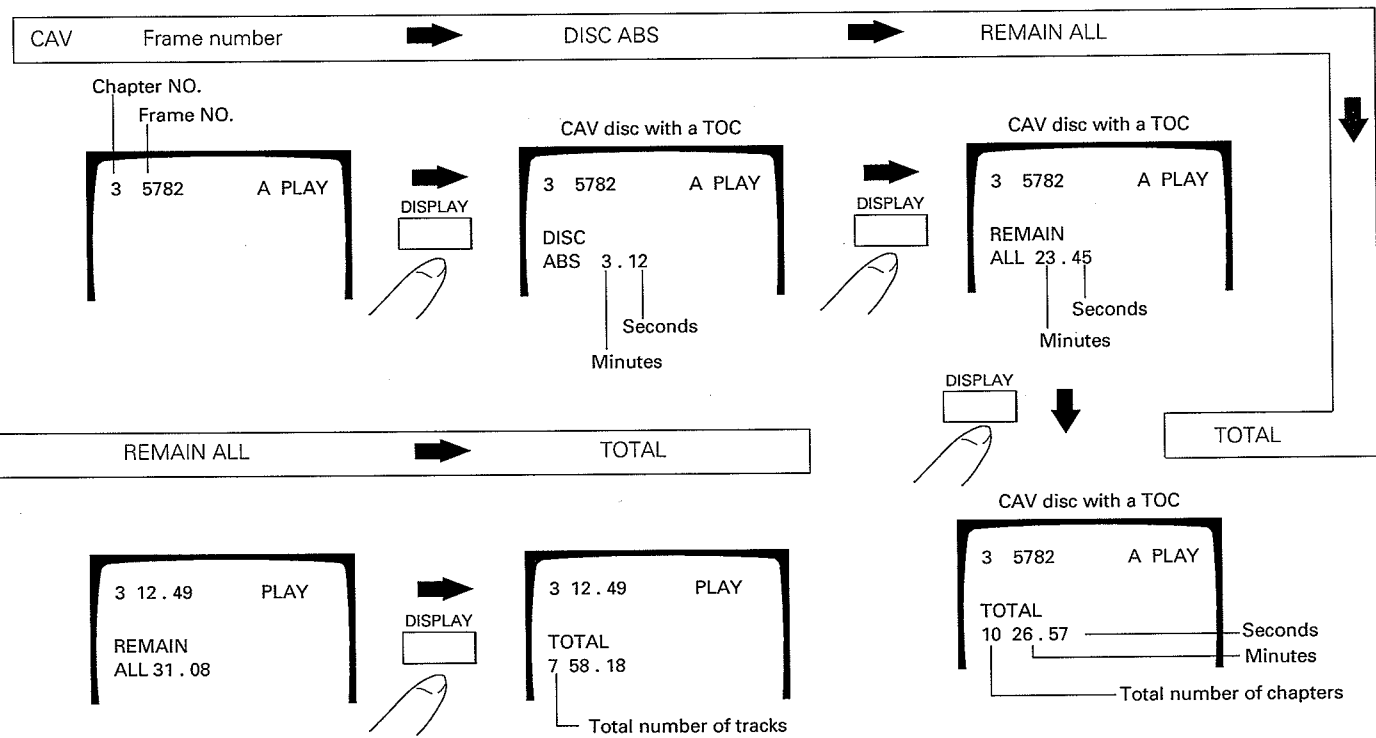 CAV Frame number DISC ABS REMAIN ALL
Chapter NO.
Frame NO.
3 5782 A PLAY
DISPLAY
CAV disc with a TOC
3 5782 A PLAY
DISC
ABS 3 . 12
Seconds
Minutes
DISPLAY
CAV disc with a TOC
3 5782 A PLAY
REMAIN
ALL 23 . 45
Seconds
Minutes
DISPLAY
TOTAL
CAV disc with a TOC
3 5782 A PLAY
TOTAL
10 26 . 57
Seconds
Minutes
Total number of chapters
REMAIN ALL TOTAL
3 12 . 49 PLAY
REMAIN
ALL 31 . 08
DISPLAY
3 12 . 49 PLAY
TOTAL
7 58 . 18
Total number of tracks